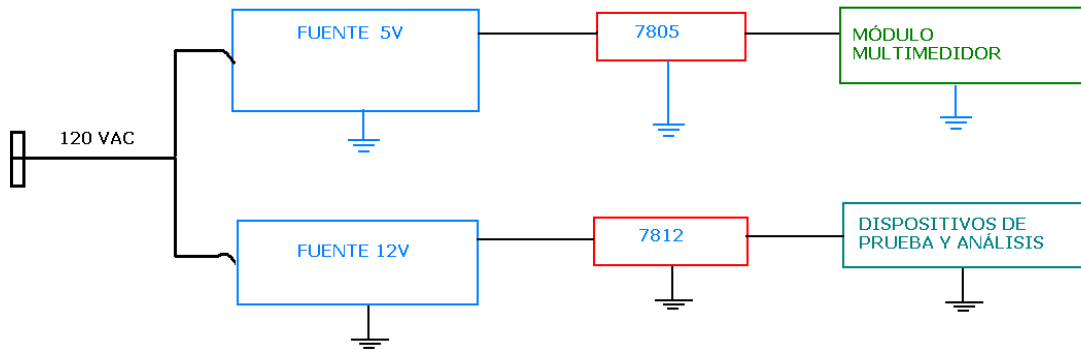 FUENTE 5V
7805
MÓDULO
MULTIMEDIDOR
120 VAC
FUENTE 12V
7812
DISPOSITIVOS DE
PRUEBA Y ANÁLISIS